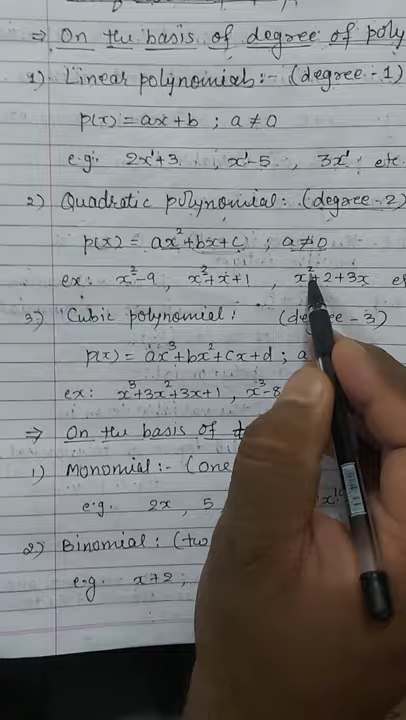 ⇒ On the basis of degree of poly
1) Linear polynomials:- (degree-1)
p(x) = ax+b ; a≠0
e.g: 2x¹+3 , x¹-5 , 3x¹ etc.
2) Quadratic polynomial: (degree-2)
p(x) = ax²+bx+c ; a≠0
ex: x²-9, x²+x+1 , x²+2+3x
3) Cubic polynomial: (degree-3)
p(x) = ax³+bx²+cx+d ; a
ex: x³+3x²+3x+1 , x³-8
⇒ On the basis of
1) Monomial:- (one
e.g. 2x , 5
2) Binomial: (two
e.g. x+2;